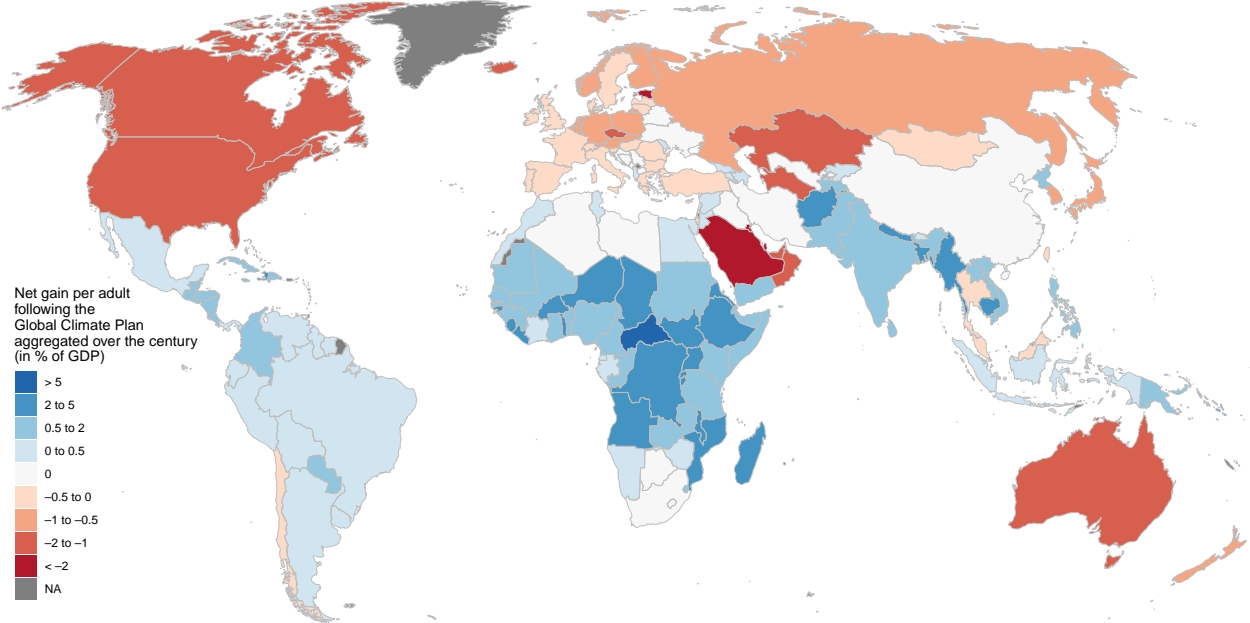 Net gain per adult
following the
Global Climate Plan
aggregated over the century
(in % of GDP)
> 5
2 to 5
0.5 to 2
0 to 0.5
0
–0.5 to 0
–1 to –0.5
–2 to –1
< –2
NA